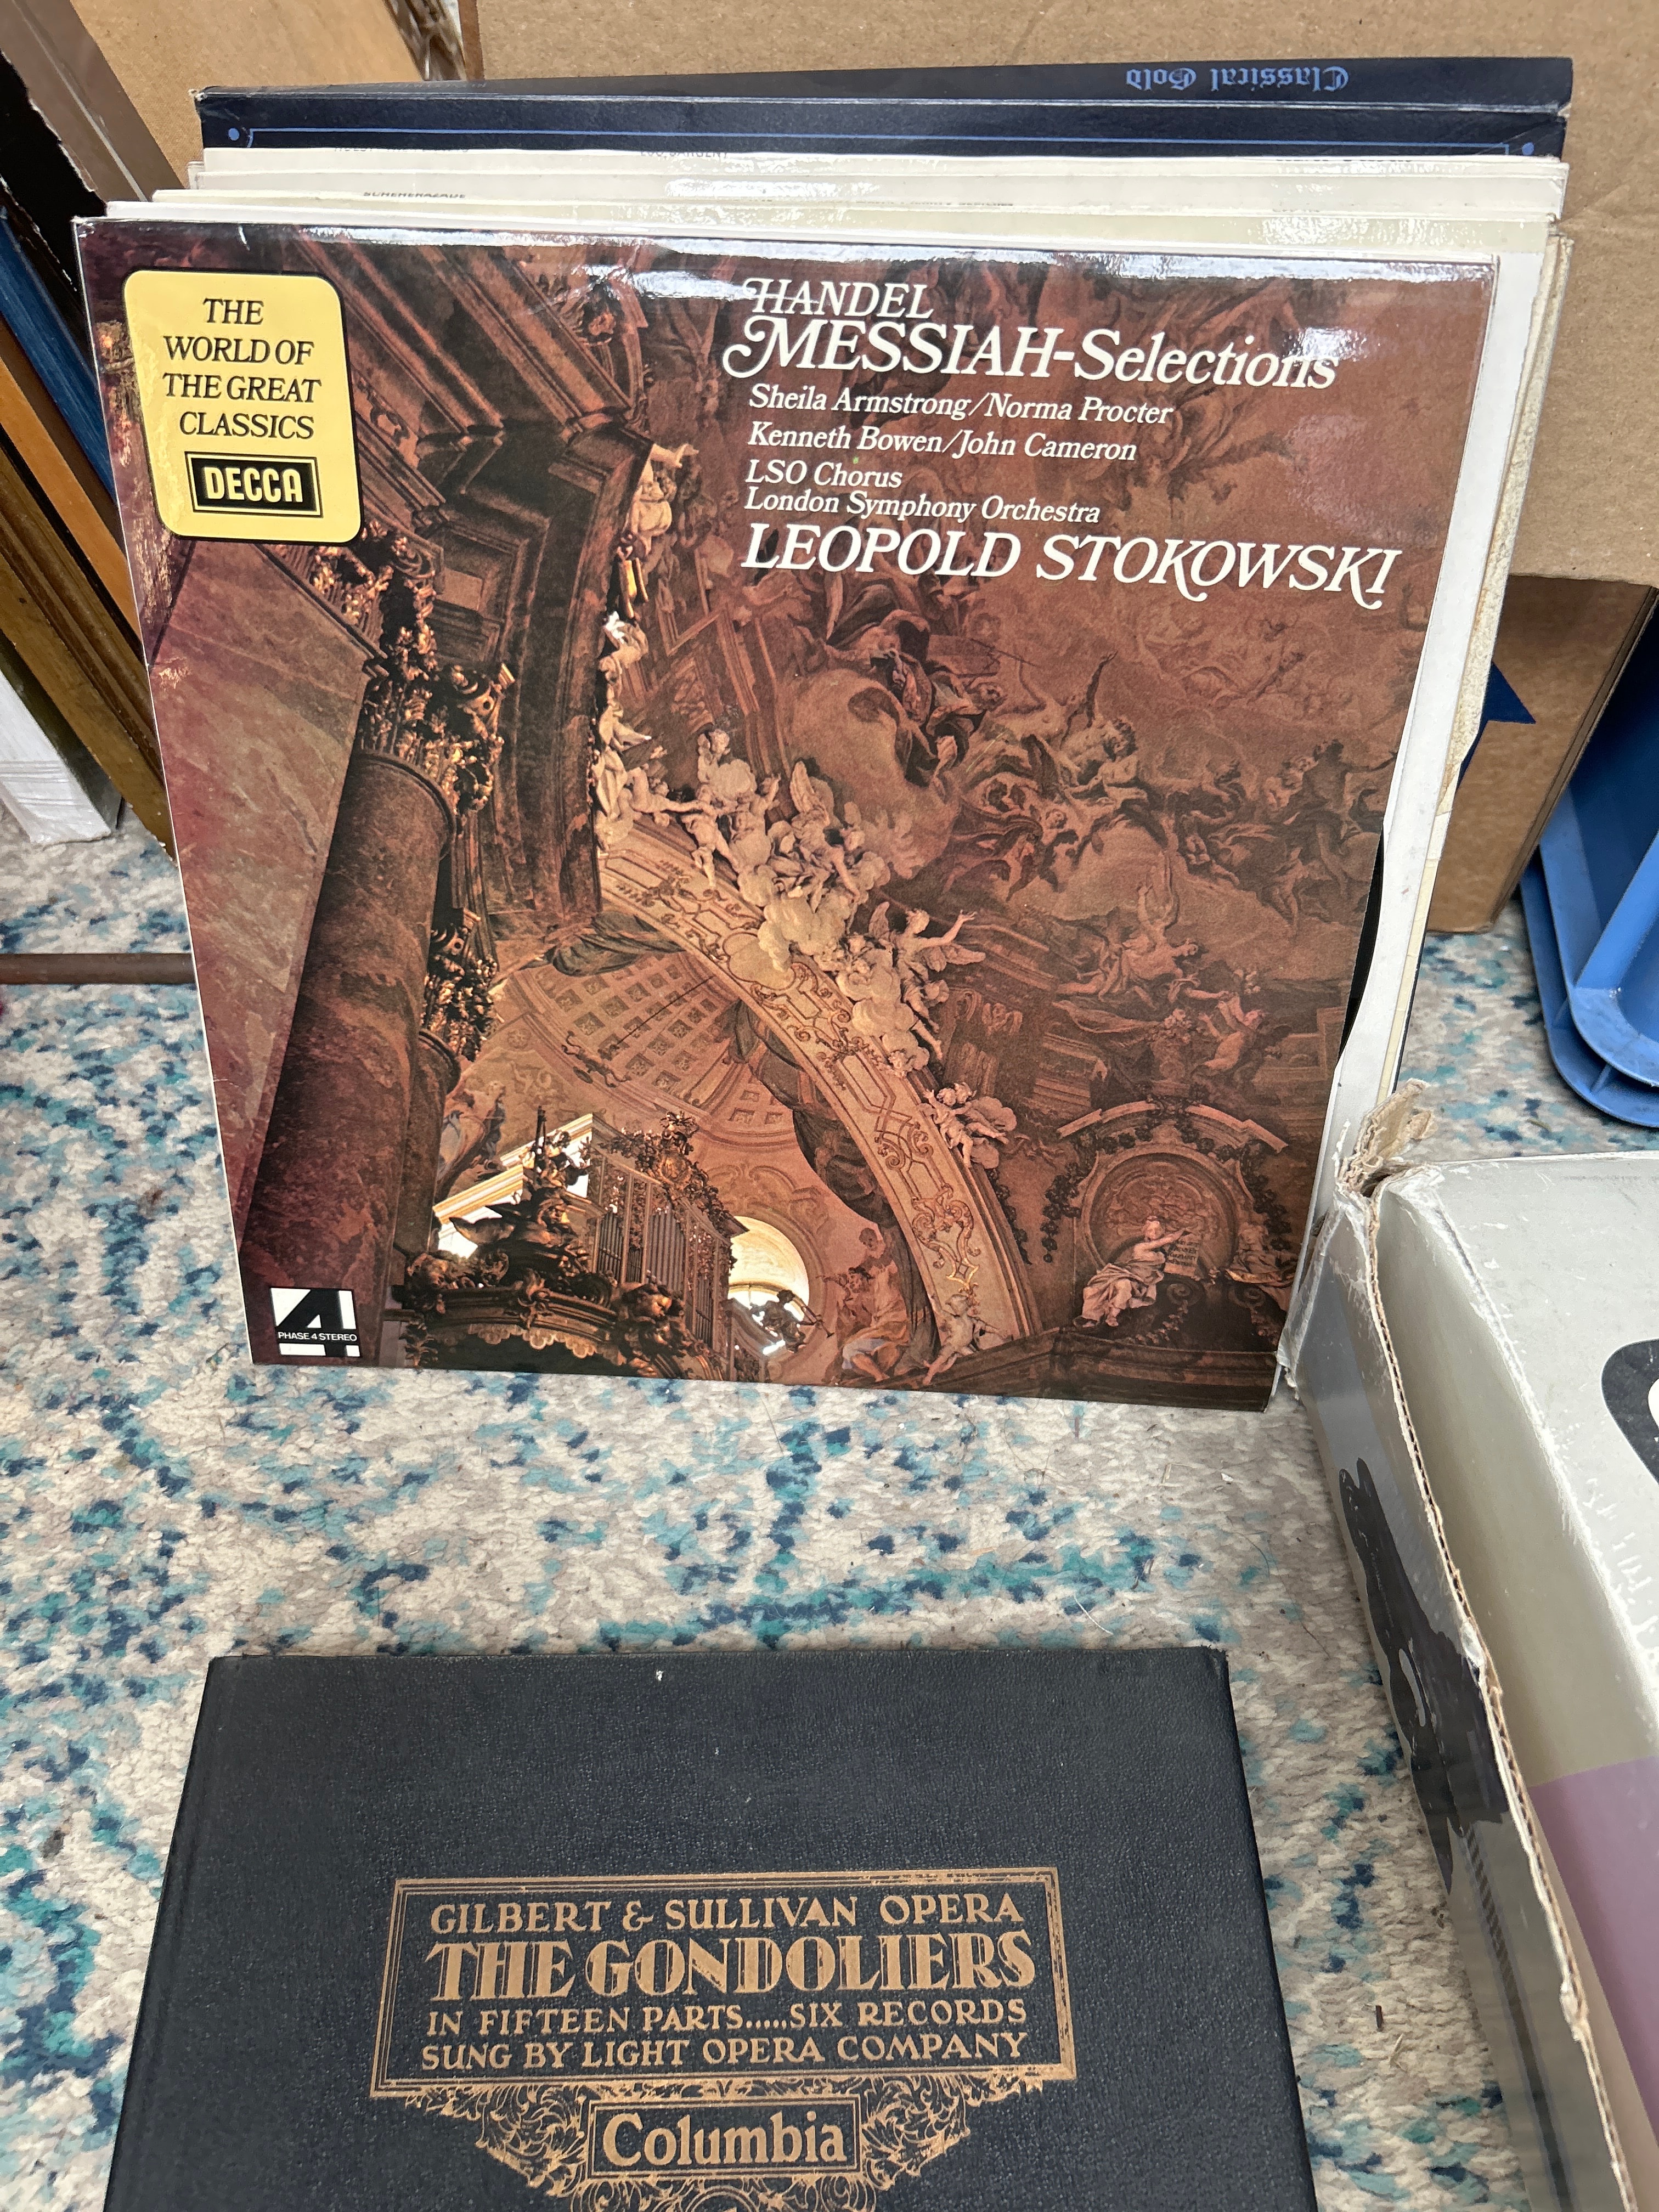 Classical Gold
SCHEHERAZADE
THE
WORLD OF
THE GREAT
CLASSICS
DECCA
HANDEL
MESSIAH-Selections
Sheila Armstrong/Norma Procter
Kenneth Bowen/John Cameron
LSO Chorus
London Symphony Orchestra
LEOPOLD STOKOWSKI
4
PHASE 4 STEREO
GILBERT & SULLIVAN OPERA
THE GONDOLIERS
IN FIFTEEN PARTS.....SIX RECORDS
SUNG BY LIGHT OPERA COMPANY
Columbia